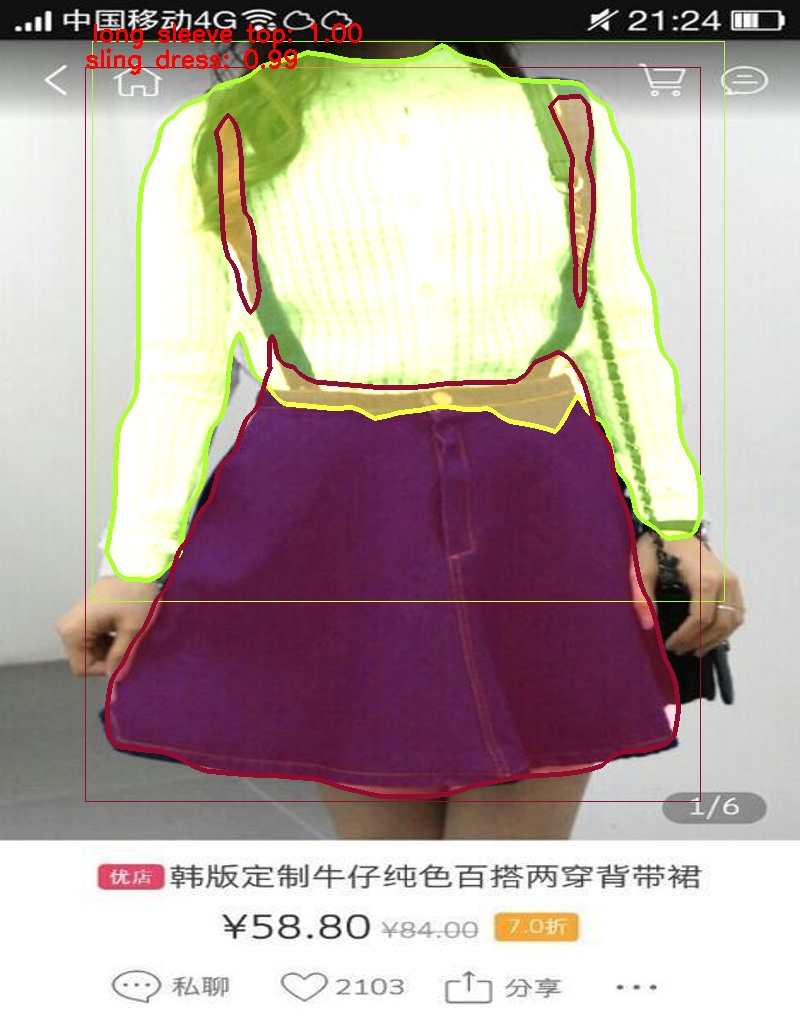 中国移动4G 21:24
long sleeve top: 1.00
sling dress: 0.99
1/6
优店 韩版定制牛仔纯色百搭两穿背带裙
¥58.80 ¥84.00 7.0折
私聊 2103 分享